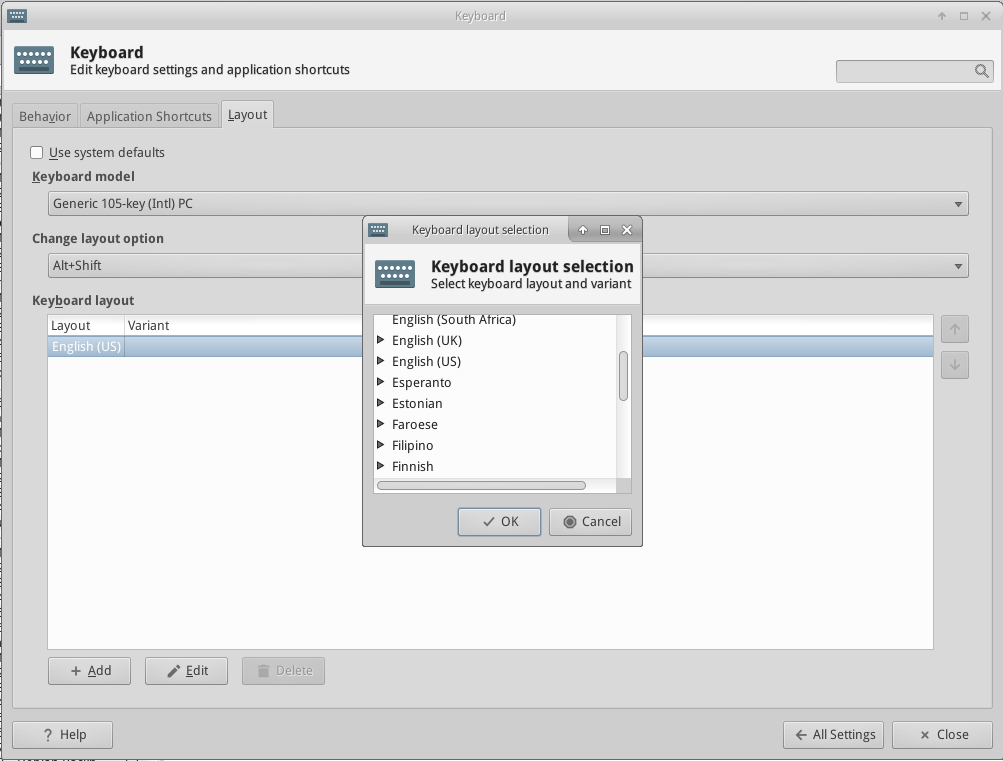 Keyboard
Keyboard
Edit keyboard settings and application shortcuts
Behavior Application Shortcuts Layout
Use system defaults
Keyboard model
Generic 105-key (Intl) PC
Change layout option
Alt+Shift
Keyboard layout
Layout Variant
English (US)
Keyboard layout selection
Keyboard layout selection
Select keyboard layout and variant
English (South Africa)
English (UK)
English (US)
Esperanto
Estonian
Faroese
Filipino
Finnish
OK Cancel
Add Edit Delete
? Help All Settings Close